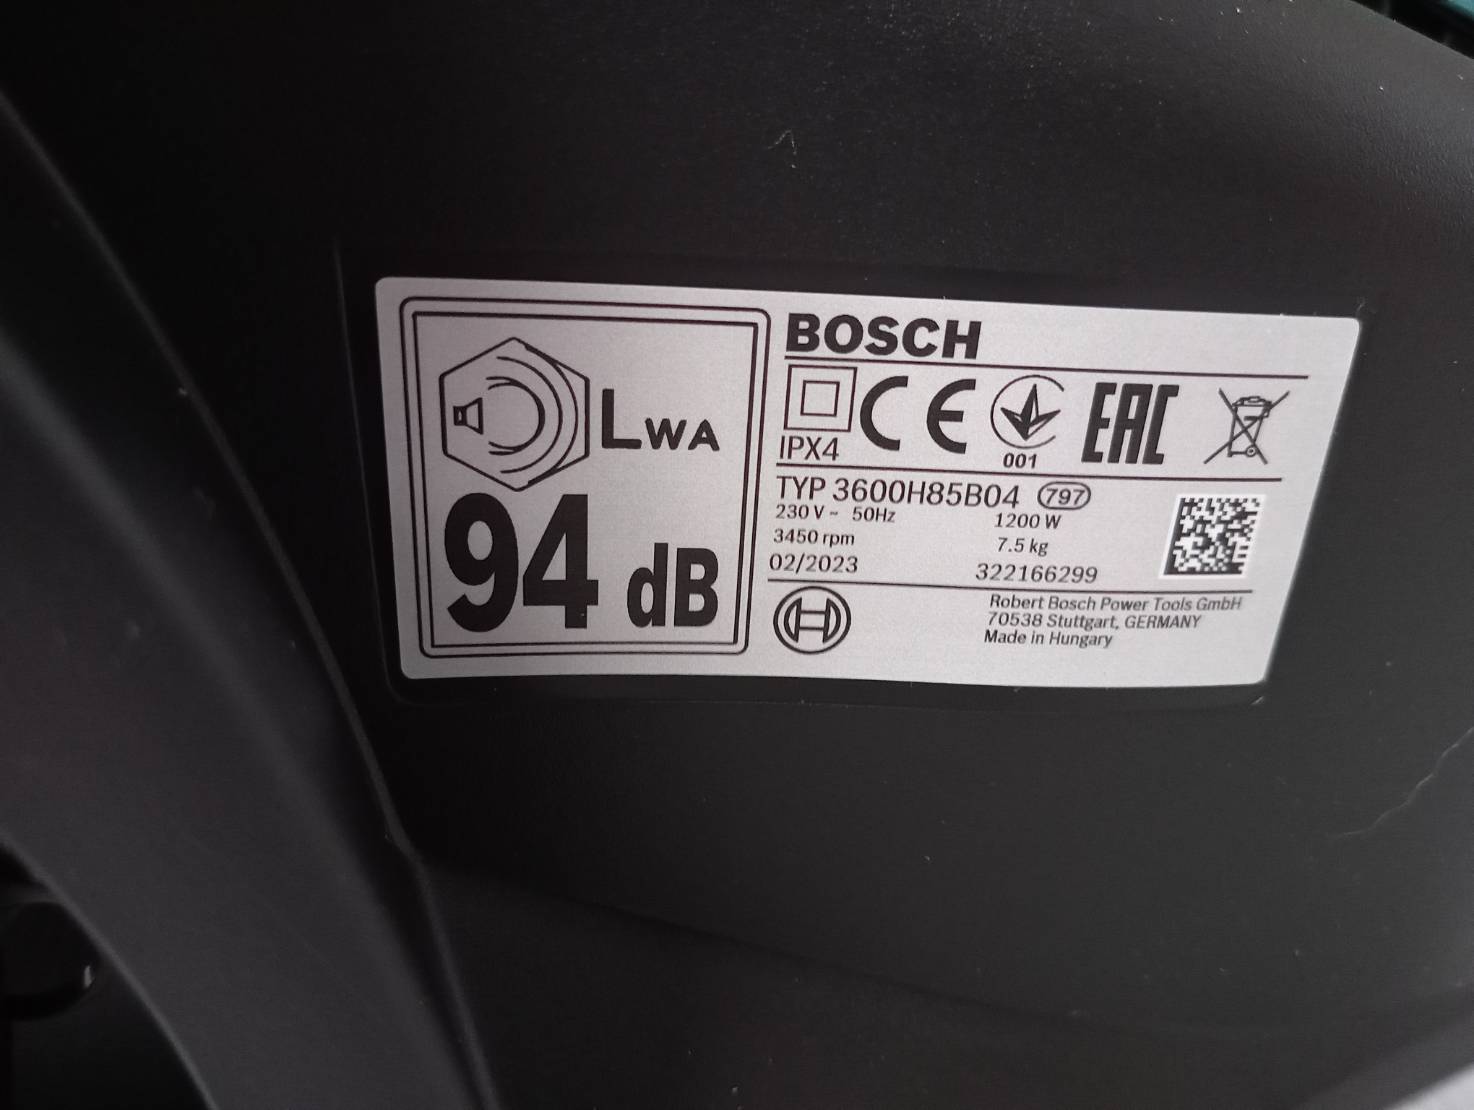 LWA
94 dB
BOSCH
IPX4
CE
001
EAC
TYP 3600H85B04 797
230 V ~ 50Hz 1200 W
3450 rpm 7.5 kg
02/2023 322166299
Robert Bosch Power Tools GmbH
70538 Stuttgart, GERMANY
Made in Hungary